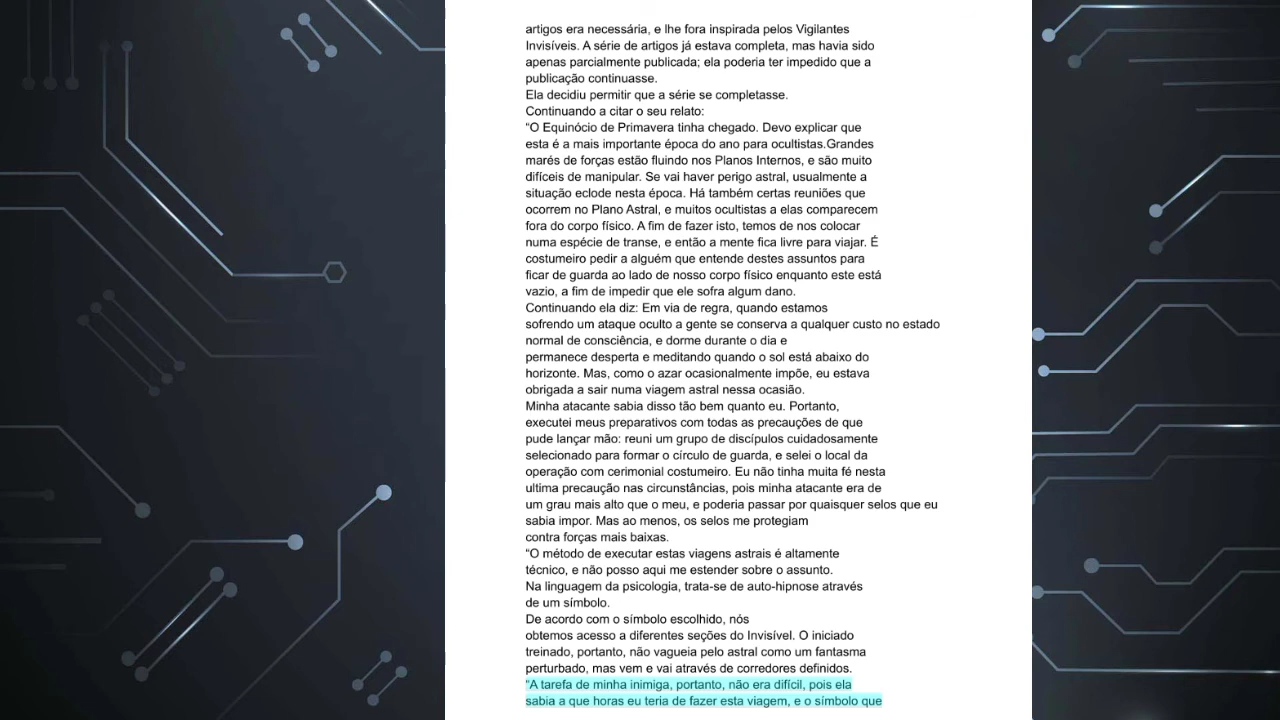 artigos era necessária, e lhe fora inspirada pelos Vigilantes
Invisíveis. A série de artigos já estava completa, mas havia sido
apenas parcialmente publicada; ela poderia ter impedido que a
publicação continuasse.
Ela decidiu permitir que a série se completasse.
Continuando a citar o seu relato:
“O Equinócio de Primavera tinha chegado. Devo explicar que
esta é a mais importante época do ano para ocultistas.Grandes
marés de forças estão fluindo nos Planos Internos, e são muito
difíceis de manipular. Se vai haver perigo astral, usualmente a
situação eclode nesta época. Há também certas reuniões que
ocorrem no Plano Astral, e muitos ocultistas a elas comparecem
fora do corpo físico. A fim de fazer isto, temos de nos colocar
numa espécie de transe, e então a mente fica livre para viajar. É
costumeiro pedir a alguém que entende destes assuntos para
ficar de guarda ao lado de nosso corpo físico enquanto este está
vazio, a fim de impedir que ele sofra algum dano.
Continuando ela diz: Em via de regra, quando estamos
sofrendo um ataque oculto a gente se conserva a qualquer custo no estado
normal de consciência, e dorme durante o dia e
permanece desperta e meditando quando o sol está abaixo do
horizonte. Mas, como o azar ocasionalmente impõe, eu estava
obrigada a sair numa viagem astral nessa ocasião.
Minha atacante sabia disso tão bem quanto eu. Portanto,
executei meus preparativos com todas as precauções de que
pude lançar mão: reuni um grupo de discípulos cuidadosamente
selecionado para formar o círculo de guarda, e selei o local da
operação com cerimonial costumeiro. Eu não tinha muita fé nesta
ultima precaução nas circunstâncias, pois minha atacante era de
um grau mais alto que o meu, e poderia passar por quaisquer selos que eu
sabia impor. Mas ao menos, os selos me protegiam
contra forças mais baixas.
“O método de executar estas viagens astrais é altamente
técnico, e não posso aqui me estender sobre o assunto.
Na linguagem da psicologia, trata-se de auto-hipnose através
de um símbolo.
De acordo com o símbolo escolhido, nós
obtemos acesso a diferentes seções do Invisível. O iniciado
treinado, portanto, não vagueia pelo astral como um fantasma
perturbado, mas vem e vai através de corredores definidos.
“A tarefa de minha inimiga, portanto, não era difícil, pois ela
sabia a que horas eu teria de fazer esta viagem, e o símbolo que